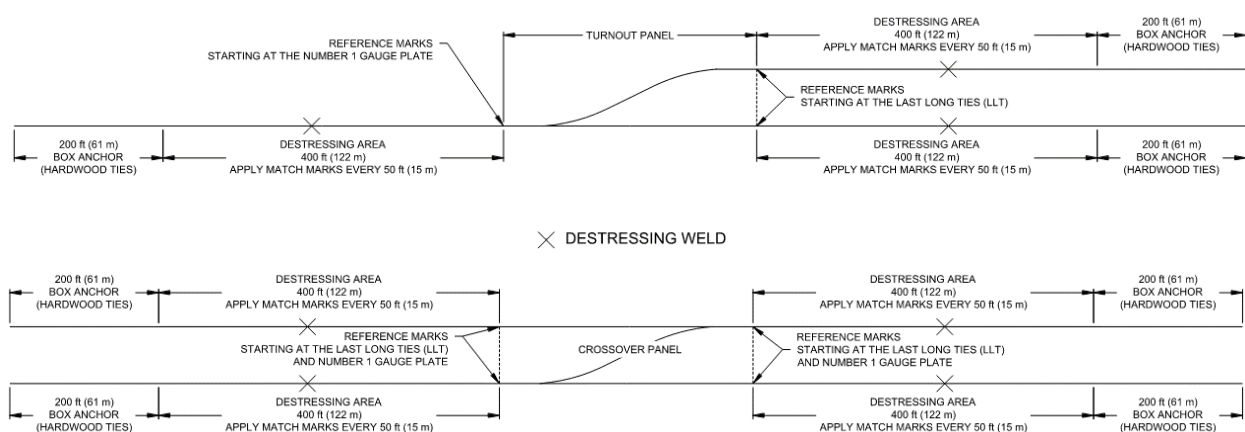 DESTRESSING AREA
400 ft (122 m)
APPLY MATCH MARKS EVERY 50 ft (15 m)
200 ft (61 m)
BOX ANCHOR
(HARDWOOD TIES)
REFERENCE MARKS
STARTING AT THE NUMBER 1 GAUGE PLATE
TURNOUT PANEL
REFERENCE MARKS
STARTING AT THE LAST LONG TIES (LLT)
200 ft (61 m)
BOX ANCHOR
(HARDWOOD TIES)
DESTRESSING AREA
400 ft (122 m)
APPLY MATCH MARKS EVERY 50 ft (15 m)
DESTRESSING AREA
400 ft (122 m)
APPLY MATCH MARKS EVERY 50 ft (15 m)
200 ft (61 m)
BOX ANCHOR
(HARDWOOD TIES)
DESTRESSING WELD
200 ft (61 m)
BOX ANCHOR
(HARDWOOD TIES)
DESTRESSING AREA
400 ft (122 m)
APPLY MATCH MARKS EVERY 50 ft (15 m)
DESTRESSING AREA
400 ft (122 m)
APPLY MATCH MARKS EVERY 50 ft (15 m)
200 ft (61 m)
BOX ANCHOR
(HARDWOOD TIES)
REFERENCE MARKS
STARTING AT THE LAST LONG TIES (LLT)
AND NUMBER 1 GAUGE PLATE
CROSSOVER PANEL
REFERENCE MARKS
STARTING AT THE LAST LONG TIES (LLT)
AND NUMBER 1 GAUGE PLATE
200 ft (61 m)
BOX ANCHOR
(HARDWOOD TIES)
DESTRESSING AREA
400 ft (122 m)
APPLY MATCH MARKS EVERY 50 ft (15 m)
DESTRESSING AREA
400 ft (122 m)
APPLY MATCH MARKS EVERY 50 ft (15 m)
200 ft (61 m)
BOX ANCHOR
(HARDWOOD TIES)